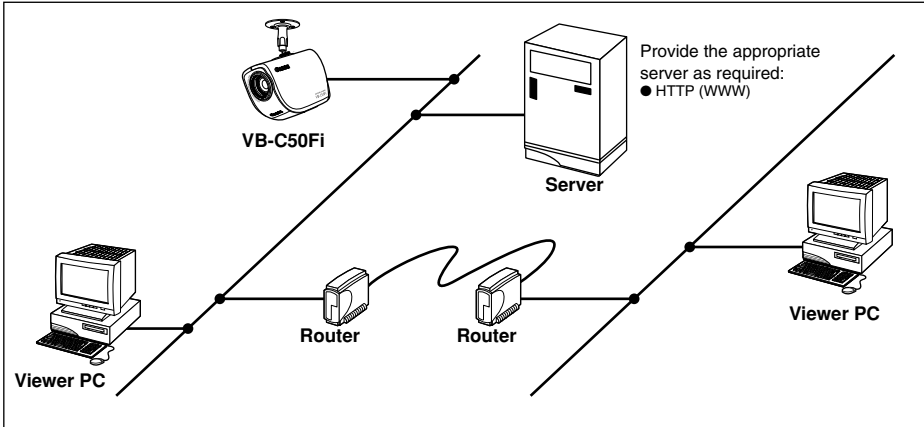 Provide the appropriate
server as required:
● HTTP (WWW)
VB-C50Fi
Server
Router
Router
Viewer PC
Viewer PC